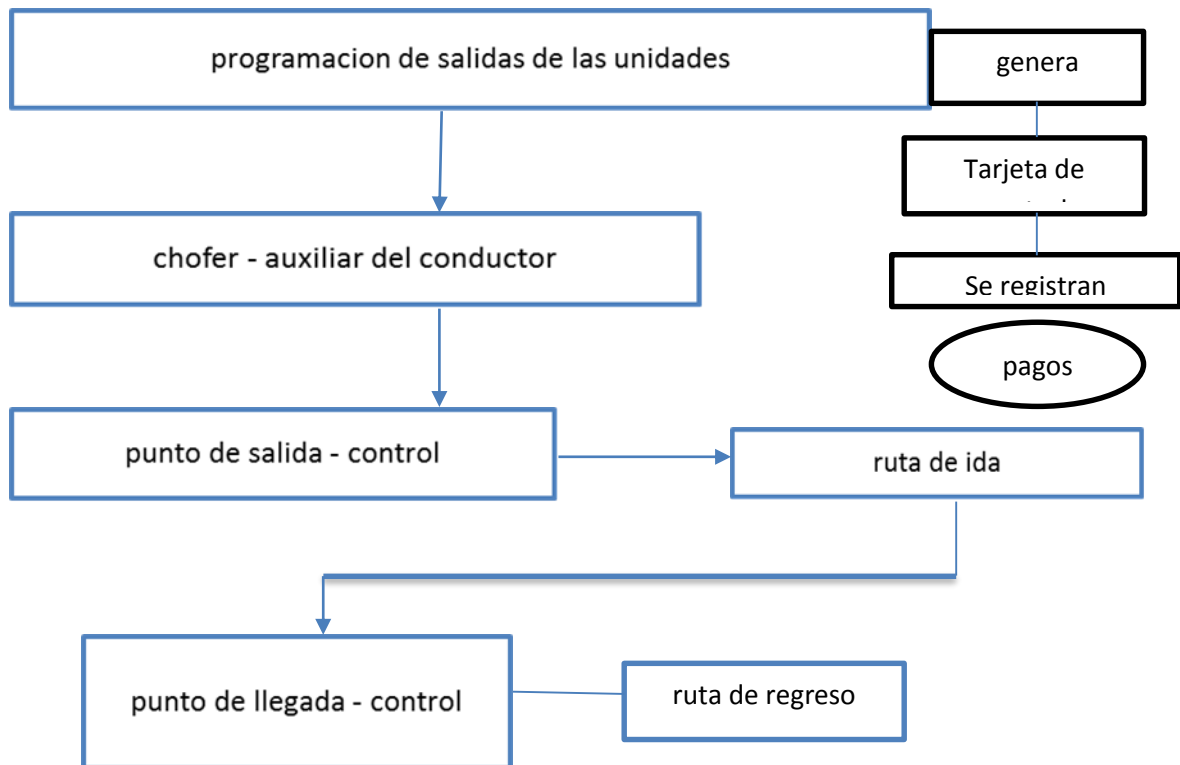 programacion de salidas de las unidades
genera
Tarjeta de
chofer - auxiliar del conductor
Se registran
pagos
punto de salida - control
ruta de ida
punto de llegada - control
ruta de regreso